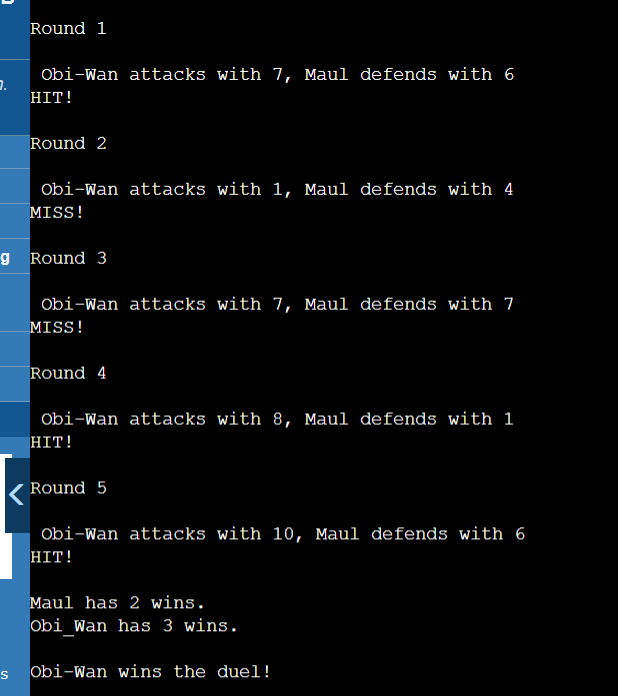 Round 1
Obi-Wan attacks with 7, Maul defends with 6
HIT!
Round 2
Obi-Wan attacks with 1, Maul defends with 4
MISS!
g
Round 3
Obi-Wan attacks with 7, Maul defends with 7
MISS!
Round 4
Obi-Wan attacks with 8, Maul defends with 1
HIT!
Round 5
Obi-Wan attacks with 10, Maul defends with 6
HIT!
Maul has 2 wins.
Obi_Wan has 3 wins.
s
Obi-Wan wins the duel!